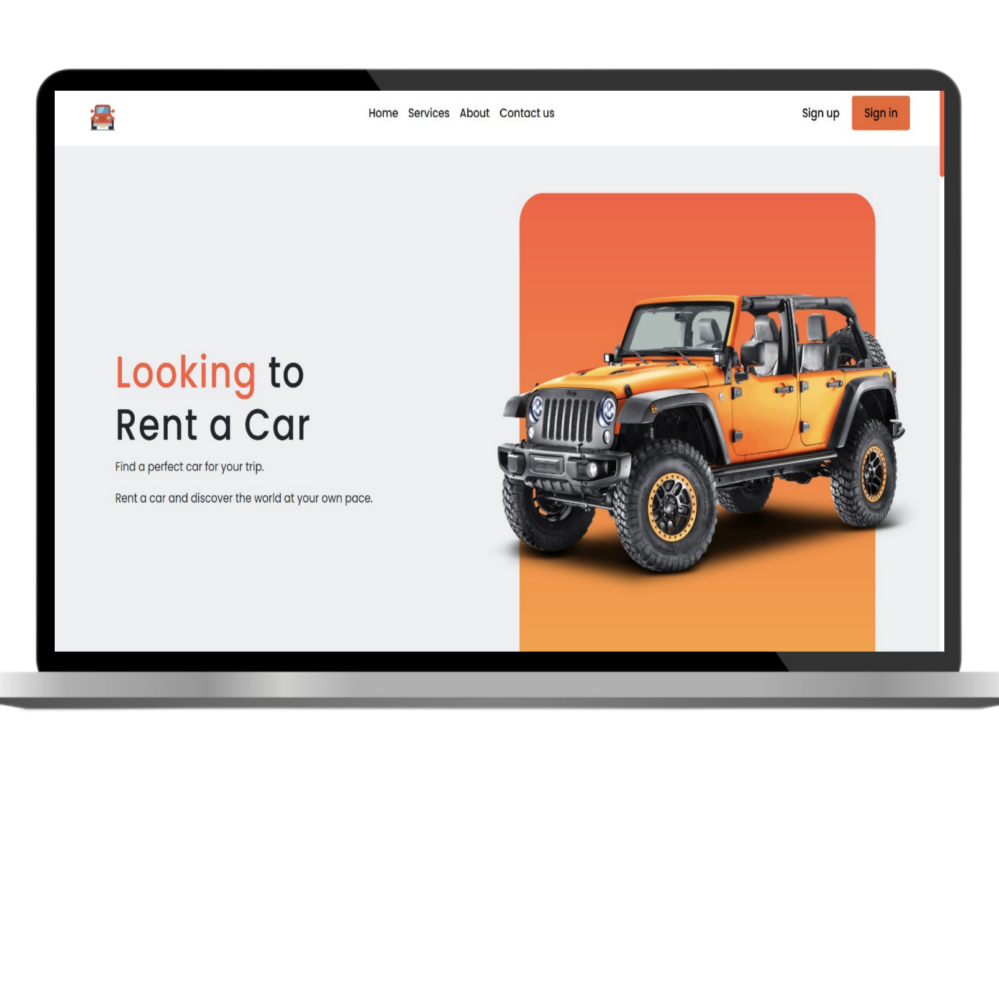 Home Services About Contact us Sign up Sign in
Looking to
Rent a Car
Find a perfect car for your trip.
Rent a car and discover the world at your own pace.
Jeep